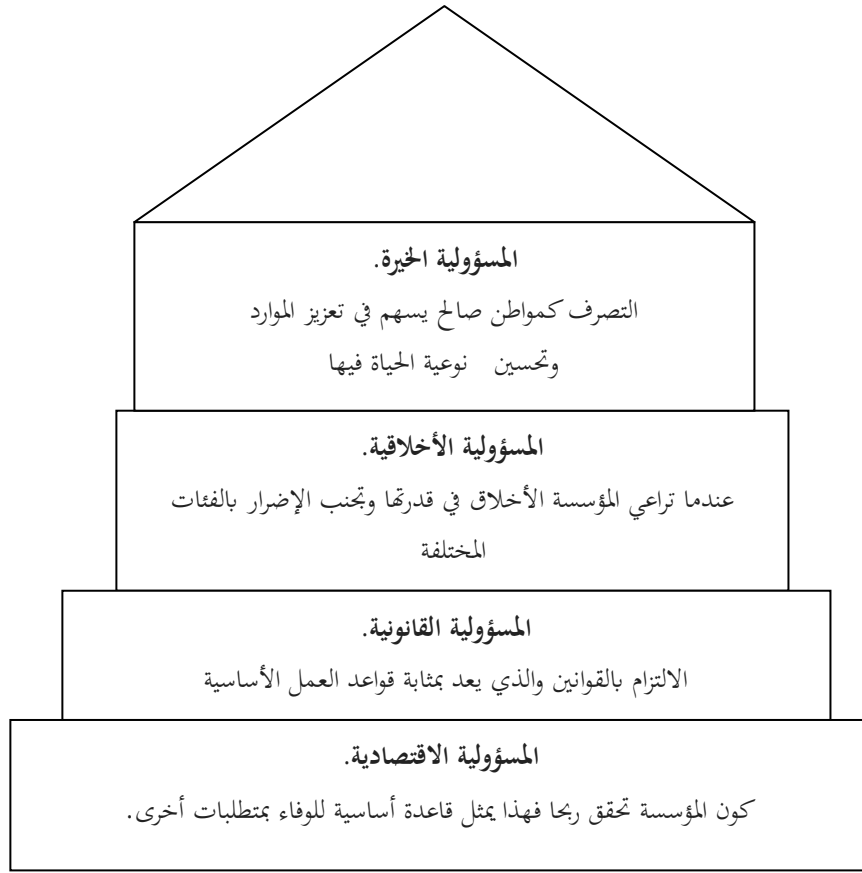 المسؤولية الخيرة.
التصرف كمواطن صالح يسهم في تعزيز الموارد
وتحسين نوعية الحياة فيها
المسؤولية الأخلاقية.
عندما تراعي المؤسسة الأخلاق في قدرتها وتجنب الإضرار بالفئات
المختلفة
المسؤولية القانونية.
الالتزام بالقوانين والذي يعد بمثابة قواعد العمل الأساسية
المسؤولية الاقتصادية.
كون المؤسسة تحقق ربحا فهذا يمثل قاعدة أساسية للوفاء بمتطلبات أخرى.